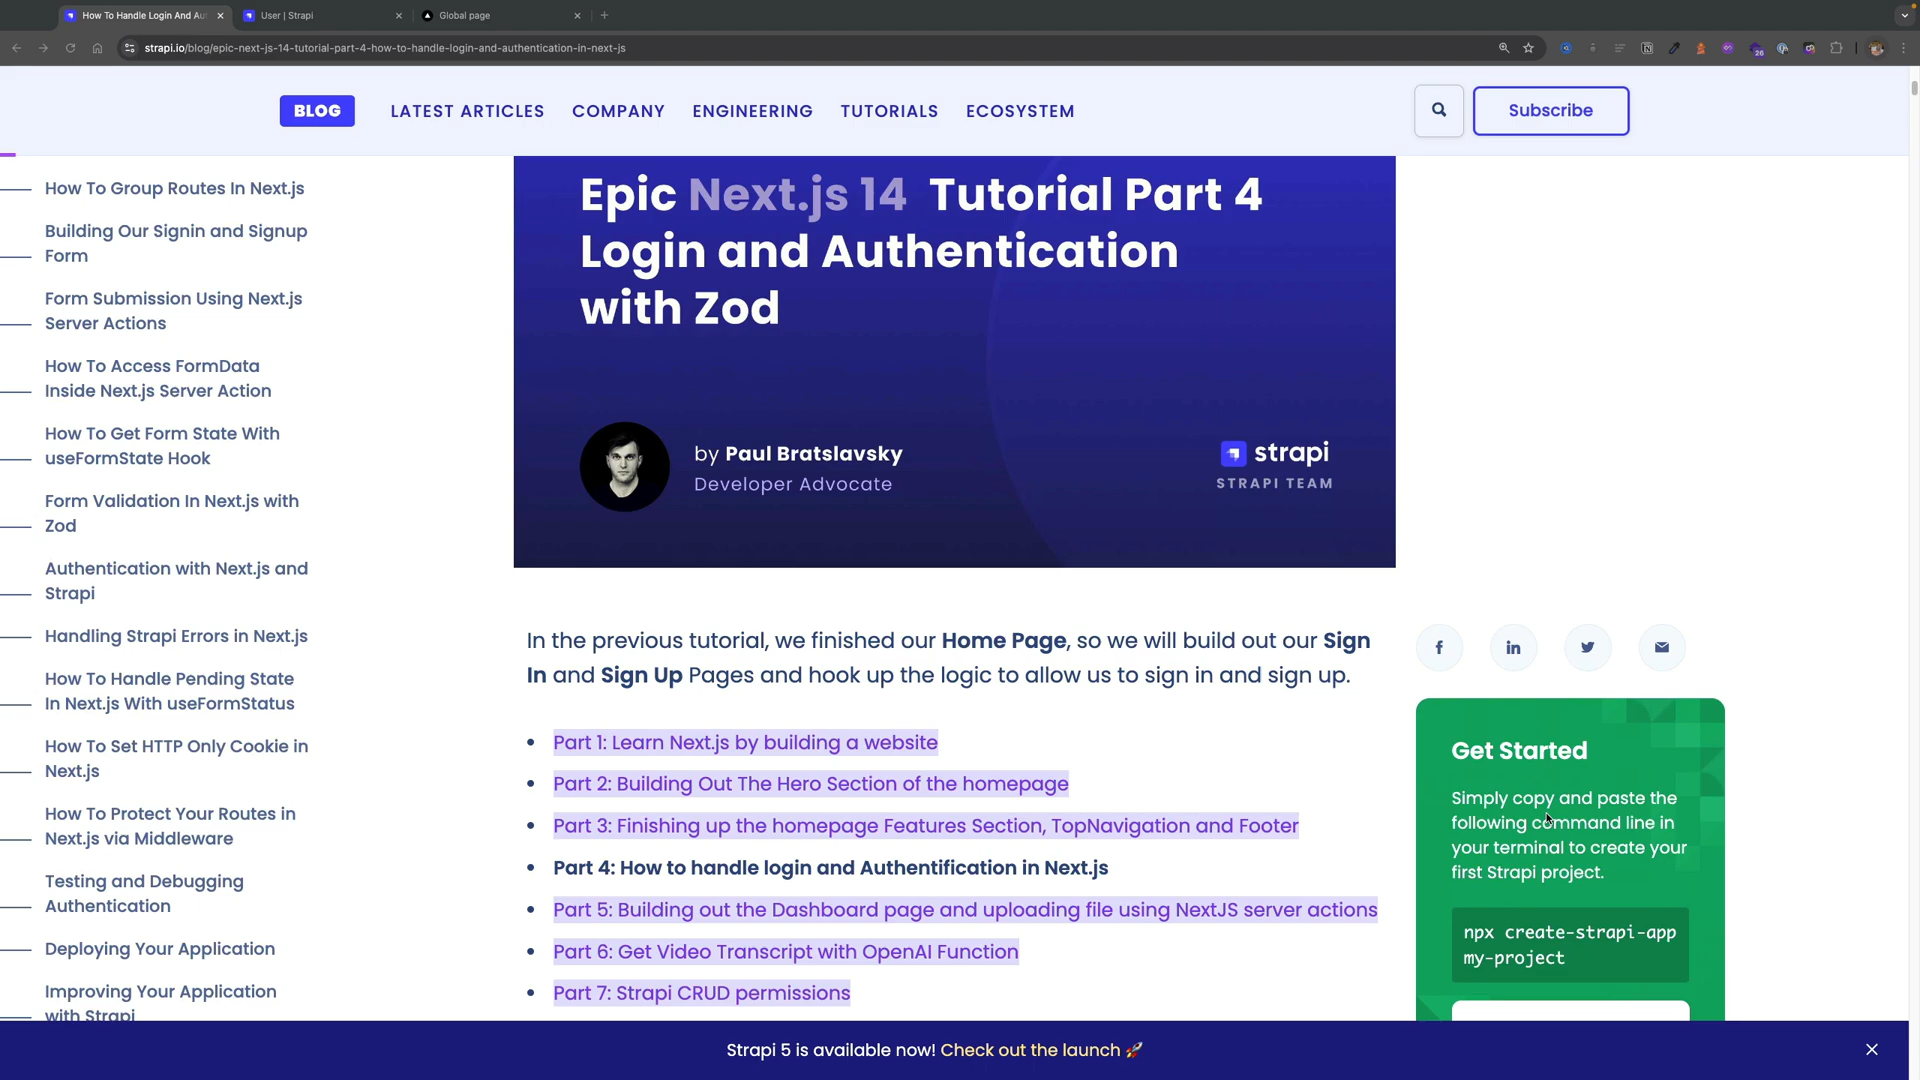 How To Handle Login And Aut
User | Strapi
Global page
strapi.io/blog/epic-next-js-14-tutorial-part-4-how-to-handle-login-and-authentication-in-next-js
BLOG
LATEST ARTICLES
COMPANY
ENGINEERING
TUTORIALS
ECOSYSTEM
Subscribe
How To Group Routes In Next.js
Building Our Signin and Signup
Form
Form Submission Using Next.js
Server Actions
How To Access FormData
Inside Next.js Server Action
How To Get Form State With
useFormState Hook
Form Validation In Next.js with
Zod
Authentication with Next.js and
Strapi
Handling Strapi Errors in Next.js
How To Handle Pending State
In Next.js With useFormStatus
How To Set HTTP Only Cookie in
Next.js
How To Protect Your Routes in
Next.js via Middleware
Testing and Debugging
Authentication
Deploying Your Application
Improving Your Application
with Strapi
Epic Next.js 14 Tutorial Part 4
Login and Authentication
with Zod
by Paul Bratslavsky
Developer Advocate
strapi
STRAPI TEAM
In the previous tutorial, we finished our Home Page, so we will build out our Sign
In and Sign Up Pages and hook up the logic to allow us to sign in and sign up.
Part 1: Learn Next.js by building a website
Part 2: Building Out The Hero Section of the homepage
Part 3: Finishing up the homepage Features Section, TopNavigation and Footer
Part 4: How to handle login and Authentification in Next.js
Part 5: Building out the Dashboard page and uploading file using NextJS server actions
Part 6: Get Video Transcript with OpenAI Function
Part 7: Strapi CRUD permissions
Get Started
Simply copy and paste the
following command line in
your terminal to create your
first Strapi project.
npx create-strapi-app
my-project
Strapi 5 is available now! Check out the launch 🚀